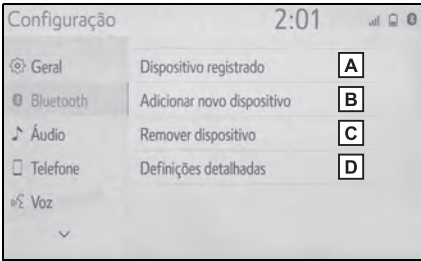 Configuração 2:01
Geral
Dispositivo registrado A
Bluetooth
Adicionar novo dispositivo B
Áudio
Remover dispositivo C
Telefone
Definições detalhadas D
Voz